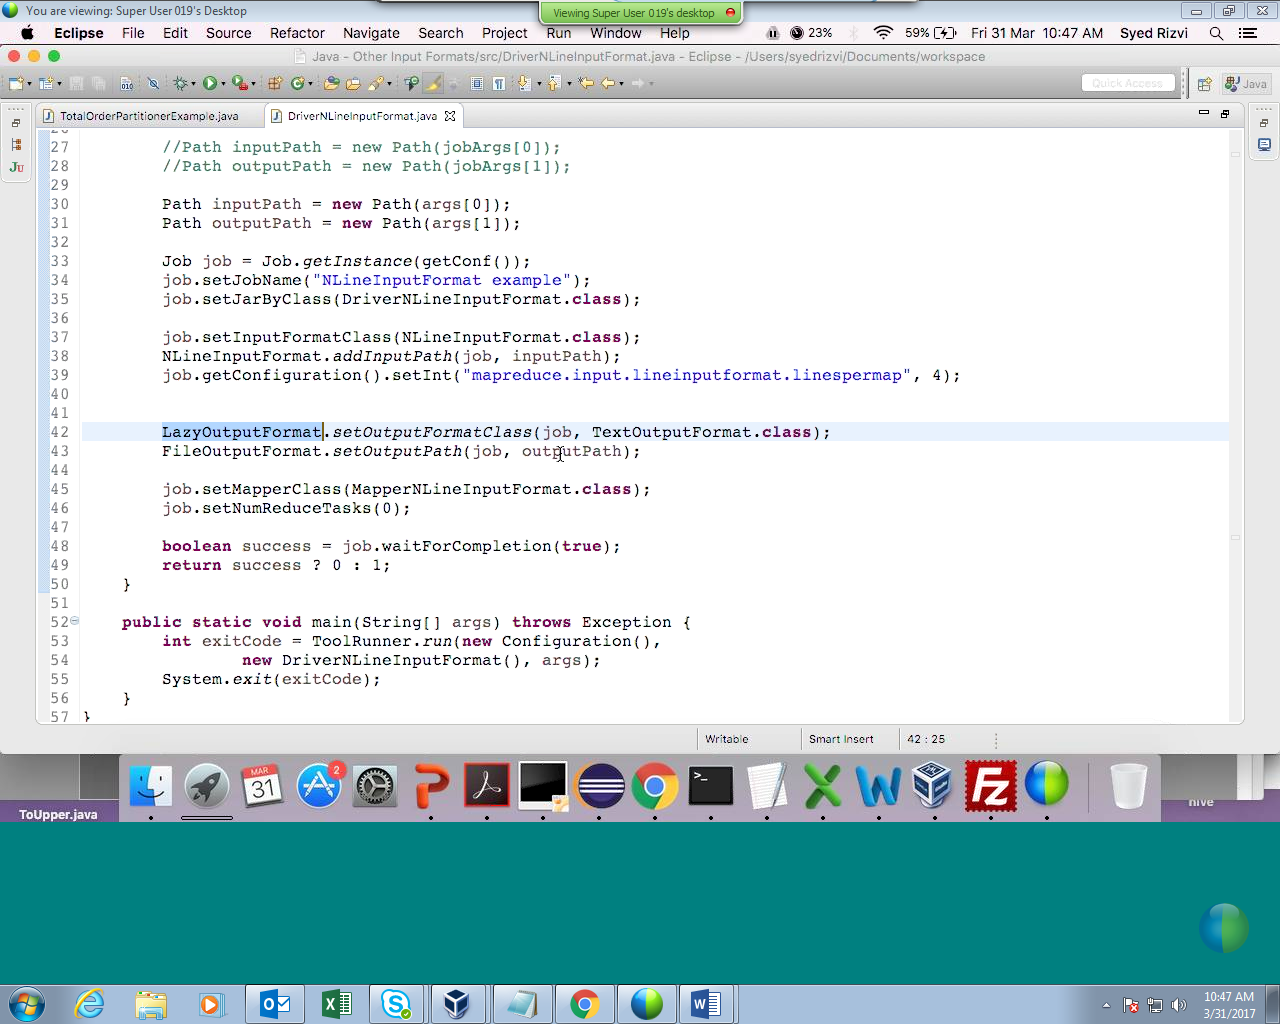 You are viewing: Super User 019's Desktop
Viewing Super User 019's desktop
Eclipse File Edit Source Refactor Navigate Search Project Run Window Help 23% 59% Fri 31 Mar 10:47 AM Syed Rizvi
Java - Other Input Formats/src/DriverNLineInputFormat.java - Eclipse - /Users/syedrizvi/Documents/workspace
Quick Access Java
TotalOrderPartitionerExample.java DriverNLineInputFormat.java
26
27 //Path inputPath = new Path(jobArgs[0]);
28 //Path outputPath = new Path(jobArgs[1]);
29
30 Path inputPath = new Path(args[0]);
31 Path outputPath = new Path(args[1]);
32
33 Job job = Job.getInstance(getConf());
34 job.setJobName("NLineInputFormat example");
35 job.setJarByClass(DriverNLineInputFormat.class);
36
37 job.setInputFormatClass(NLineInputFormat.class);
38 NLineInputFormat.addInputPath(job, inputPath);
39 job.getConfiguration().setInt("mapreduce.input.lineinputformat.linespermap", 4);
40
41
42 LazyOutputFormat.setOutputFormatClass(job, TextOutputFormat.class);
43 FileOutputFormat.setOutputPath(job, outputPath);
44
45 job.setMapperClass(MapperNLineInputFormat.class);
46 job.setNumReduceTasks(0);
47
48 boolean success = job.waitForCompletion(true);
49 return success ? 0 : 1;
50 }
51
52 public static void main(String[] args) throws Exception {
53 int exitCode = ToolRunner.run(new Configuration(),
54 new DriverNLineInputFormat(), args);
55 System.exit(exitCode);
56 }
57 }
Writable Smart Insert 42 : 25
MAR
31
2
ToUpper.java
hive
10:47 AM
3/31/2017